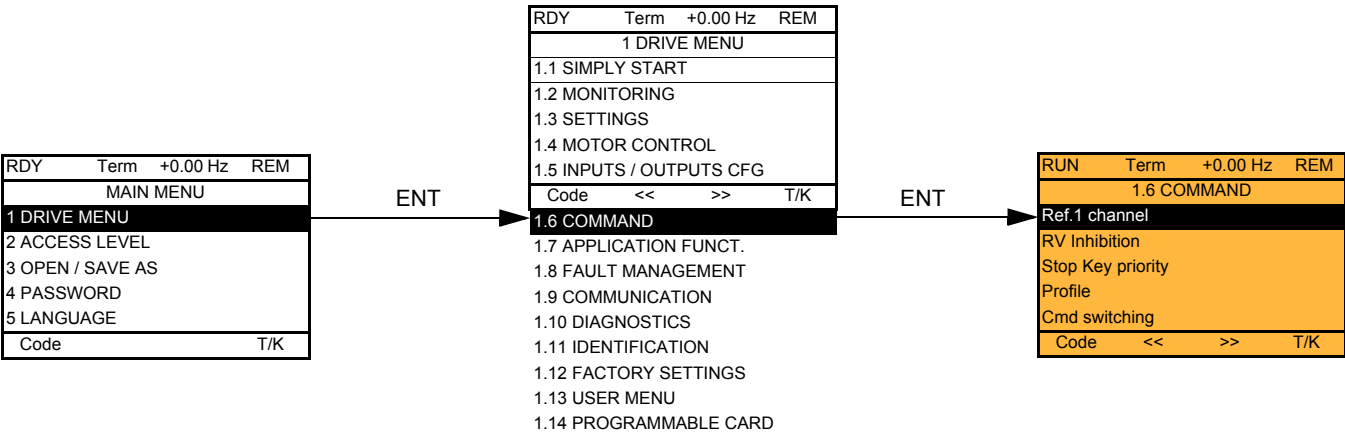 RDY Term +0.00 Hz REM
MAIN MENU
1 DRIVE MENU
2 ACCESS LEVEL
3 OPEN / SAVE AS
4 PASSWORD
5 LANGUAGE
Code T/K
ENT
RDY Term +0.00 Hz REM
1 DRIVE MENU
1.1 SIMPLY START
1.2 MONITORING
1.3 SETTINGS
1.4 MOTOR CONTROL
1.5 INPUTS / OUTPUTS CFG
Code << >> T/K
1.6 COMMAND
1.7 APPLICATION FUNCT.
1.8 FAULT MANAGEMENT
1.9 COMMUNICATION
1.10 DIAGNOSTICS
1.11 IDENTIFICATION
1.12 FACTORY SETTINGS
1.13 USER MENU
1.14 PROGRAMMABLE CARD
ENT
RUN Term +0.00 Hz REM
1.6 COMMAND
Ref.1 channel
RV Inhibition
Stop Key priority
Profile
Cmd switching
Code << >> T/K